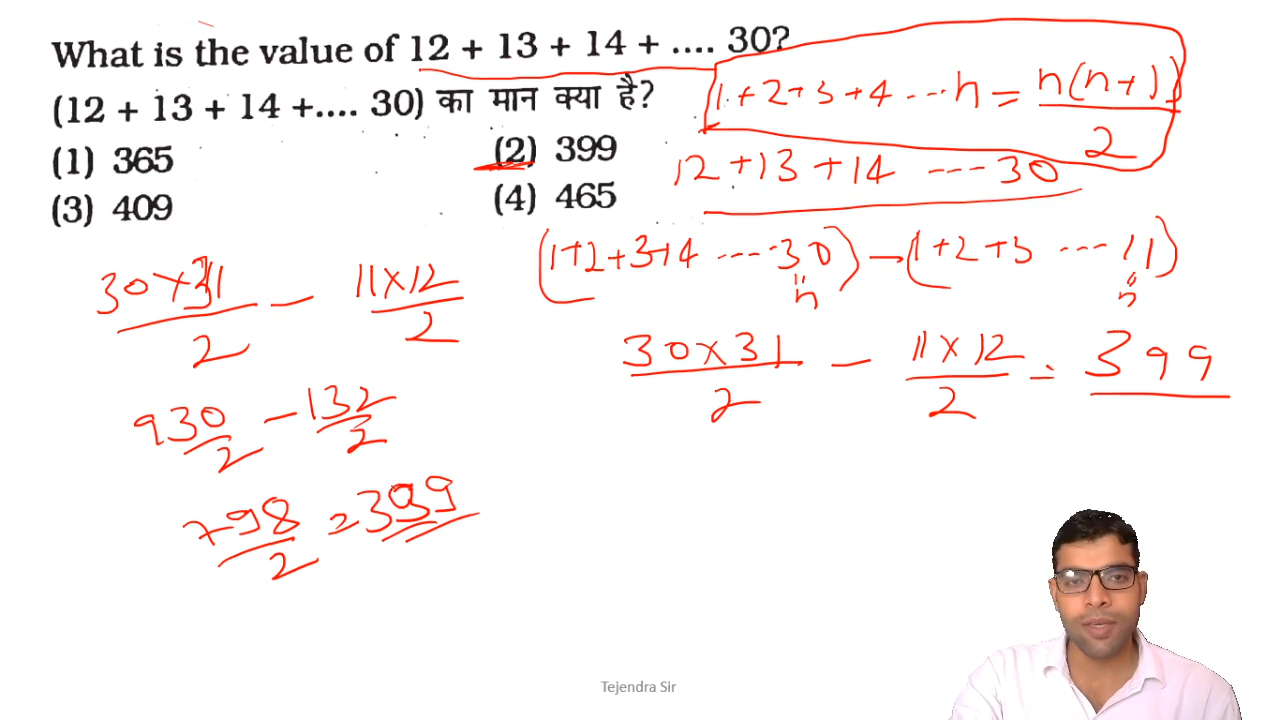 What is the value of 12 + 13 + 14 + .... 30?
(12 + 13 + 14 +.... 30) का मान क्या है?
(1) 365
(2) 399
(3) 409
(4) 465
1+2+3+4 ...n = n(n+1)/2
12+13+14 ---30
(1+2+3+4 ----30) - (1+2+3 --- 11)
n n
30×31/2 - 11×12/2 = 399
30×31/2 - 11×12/2
930/2 - 132/2
798/2 = 399
Tejendra Sir